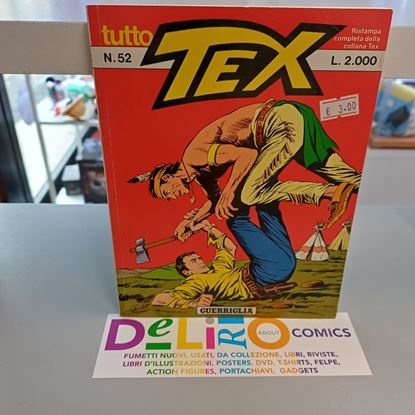 tutto
TEX
Ristampa
completa della
collana Tex
N. 52
L. 2.000
€ 3.00
GUERRIGLIA
DeLiRiO
ABOUT
COMICS
FUMETTI NUOVI, USATI, DA COLLEZIONE, LIBRI, RIVISTE,
LIBRI D'ILLUSTRAZIONI, POSTERS, DVD, T-SHIRTS, FELPE,
ACTION FIGURES, PORTACHIAVI, GADGETS